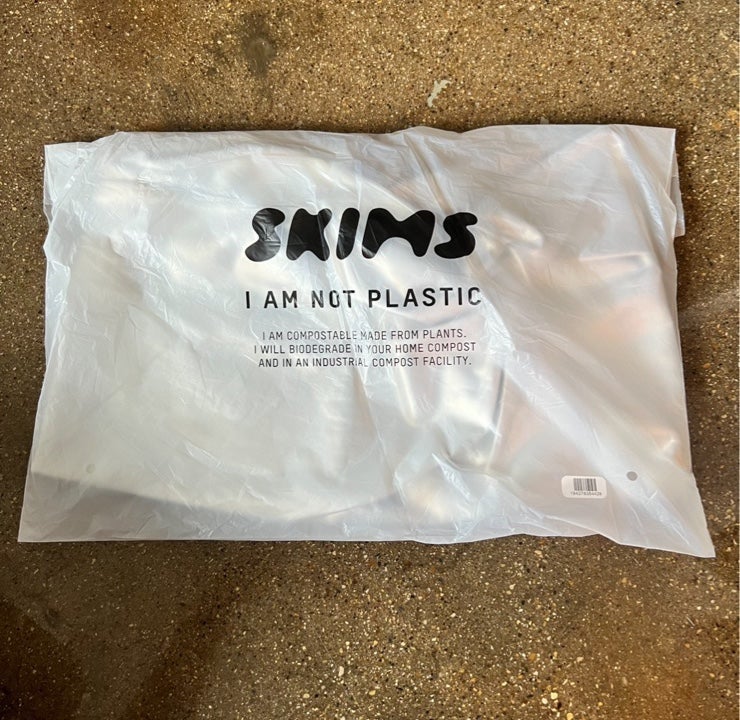 SKIMS
I AM NOT PLASTIC
I AM COMPOSTABLE MADE FROM PLANTS.
I WILL BIODEGRADE IN YOUR HOME COMPOST
AND IN AN INDUSTRIAL COMPOST FACILITY.